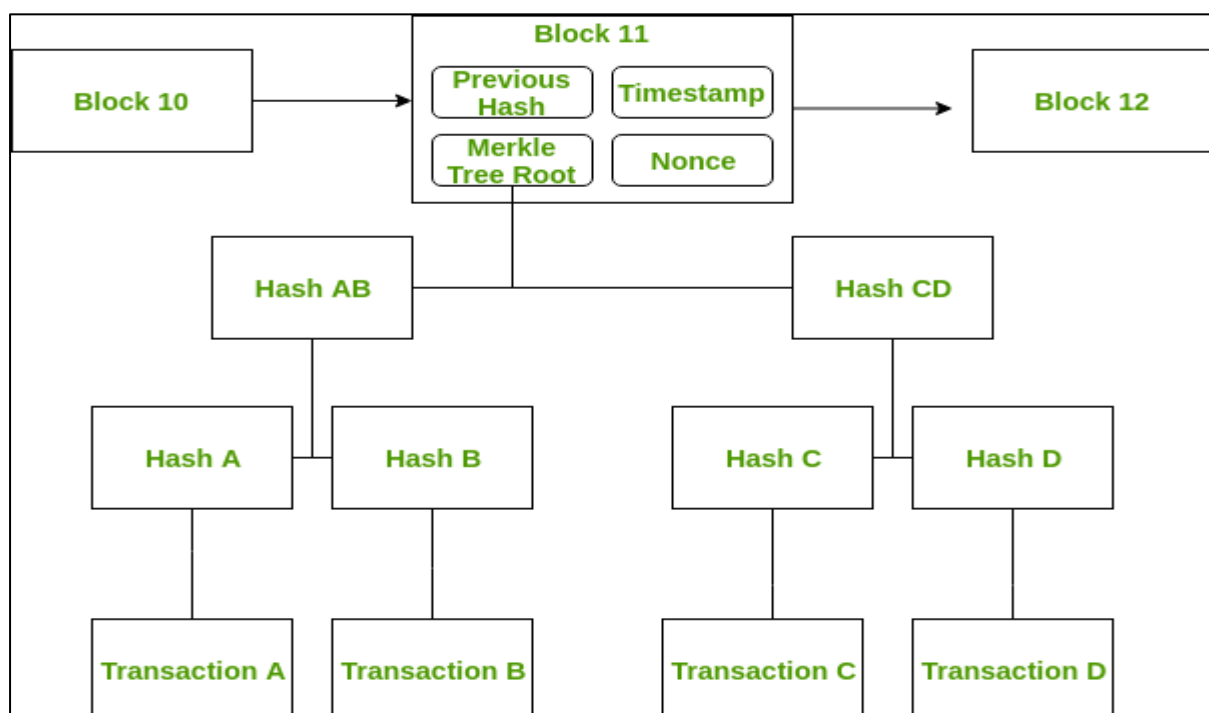 Block 11
Block 10
Previous
Hash
Timestamp
Block 12
Merkle
Tree Root
Nonce
Hash AB
Hash CD
Hash A
Hash B
Hash C
Hash D
Transaction A
Transaction B
Transaction C
Transaction D